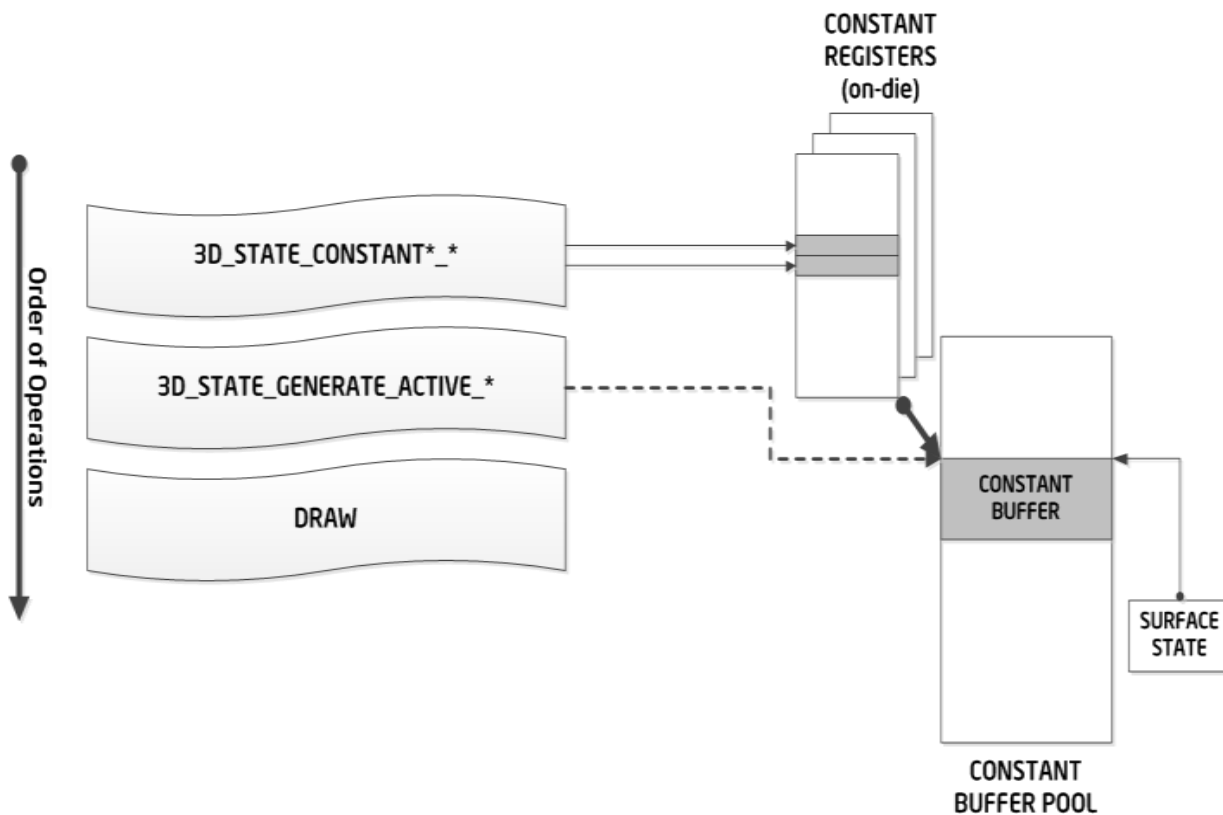 CONSTANT
REGISTERS
(on-die)
Order of Operations
3D_STATE_CONSTANT*_*
3D_STATE_GENERATE_ACTIVE_*
DRAW
CONSTANT
BUFFER
SURFACE
STATE
CONSTANT
BUFFER POOL